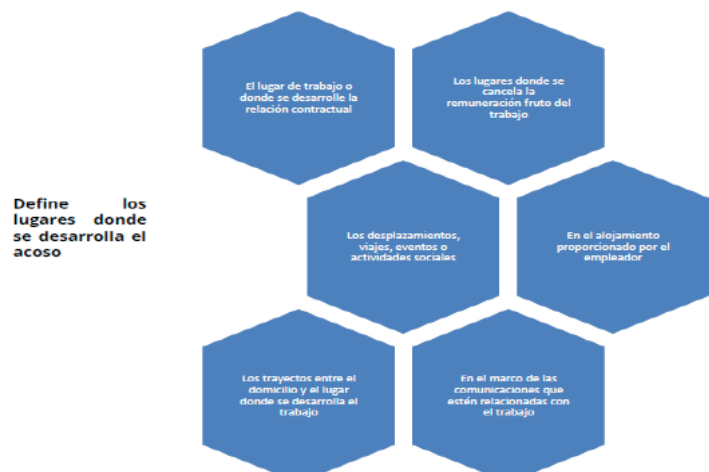 Define los
lugares donde
se desarrolla el
acoso
El lugar de trabajo o
donde se desarrolle la
relación contractual
Los lugares donde se
cancela la
remuneración fruto del
trabajo
Los desplazamientos,
viajes, eventos o
actividades sociales
En el alojamiento
proporcionado por el
empleador
Los trayectos entre el
domicilio y el lugar
donde se desarrolla el
trabajo
En el marco de las
comunicaciones que
estén relacionadas con
el trabajo